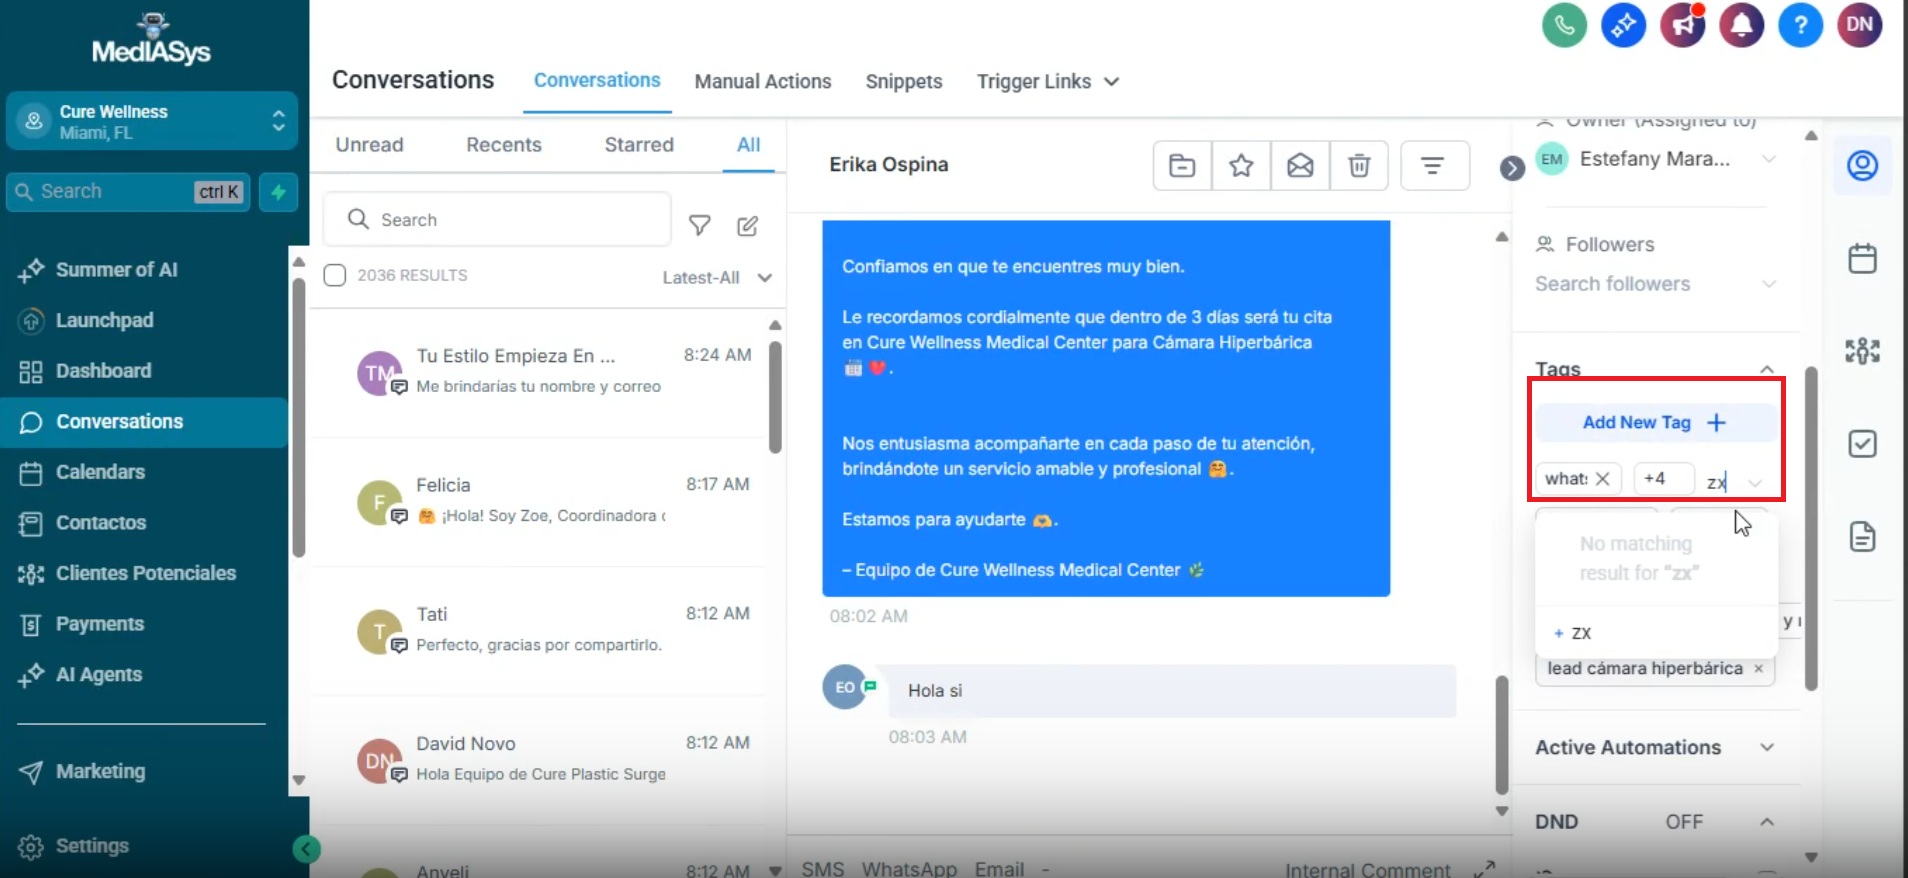 MedIASys
Cure Wellness
Miami, FL
Search
ctrl K
Summer of AI
Launchpad
Dashboard
Conversations
Calendars
Contactos
Clientes Potenciales
Payments
AI Agents
Marketing
Settings
DN
Conversations
Conversations
Manual Actions
Snippets
Trigger Links
Unread
Recents
Starred
All
Search
2036 RESULTS
Latest-All
TM
Tu Estilo Empieza En ...
8:24 AM
Me brindarias tu nombre y correo
F
Felicia
8:17 AM
¡Hola! Soy Zoe, Coordinadora
T
Tati
8:12 AM
Perfecto, gracias por compartirlo.
DN
David Novo
8:12 AM
Hola Equipo de Cure Plastic Surge
Anyeli
8:12 AM
Erika Ospina
Confiamos en que te encuentres muy bien.
Le recordamos cordialmente que dentro de 3 días será tu cita
en Cure Wellness Medical Center para Cámara Hiperbárica
📅 ❤️.
Nos entusiasma acompañarte en cada paso de tu atención,
brindándote un servicio amable y profesional 🤗.
Estamos para ayudarte 🫶.
– Equipo de Cure Wellness Medical Center 🌿
08:02 AM
EO
Hola si
08:03 AM
SMS WhatsApp Email -
Internal Comment
Owner (Assigned to)
EM
Estefany Mara...
Followers
Search followers
Tags
Add New Tag +
whats
+4
zx
No matching
result for "zx"
+ ZX
y
lead cámara hiperbárica ×
Active Automations
DND
OFF